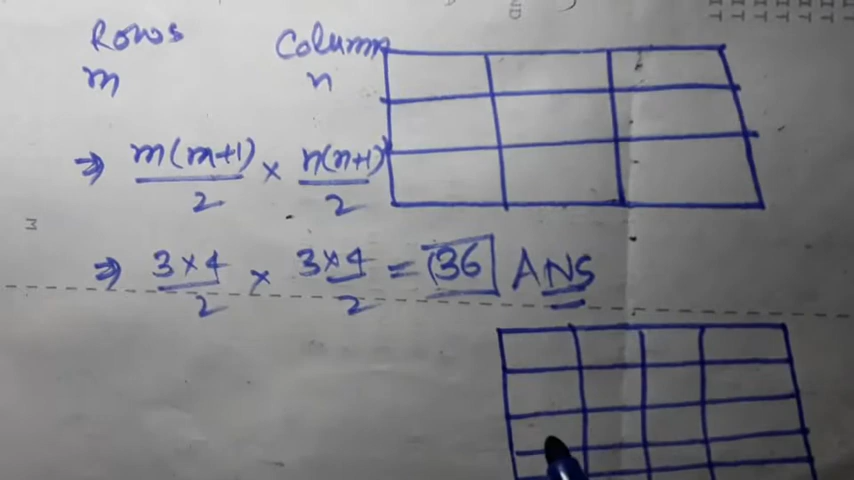 Rows Column
m n
⇒ m(m+1)/2 × n(n+1)/2
⇒ 3×4/2 × 3×4/2 = 36 ANS